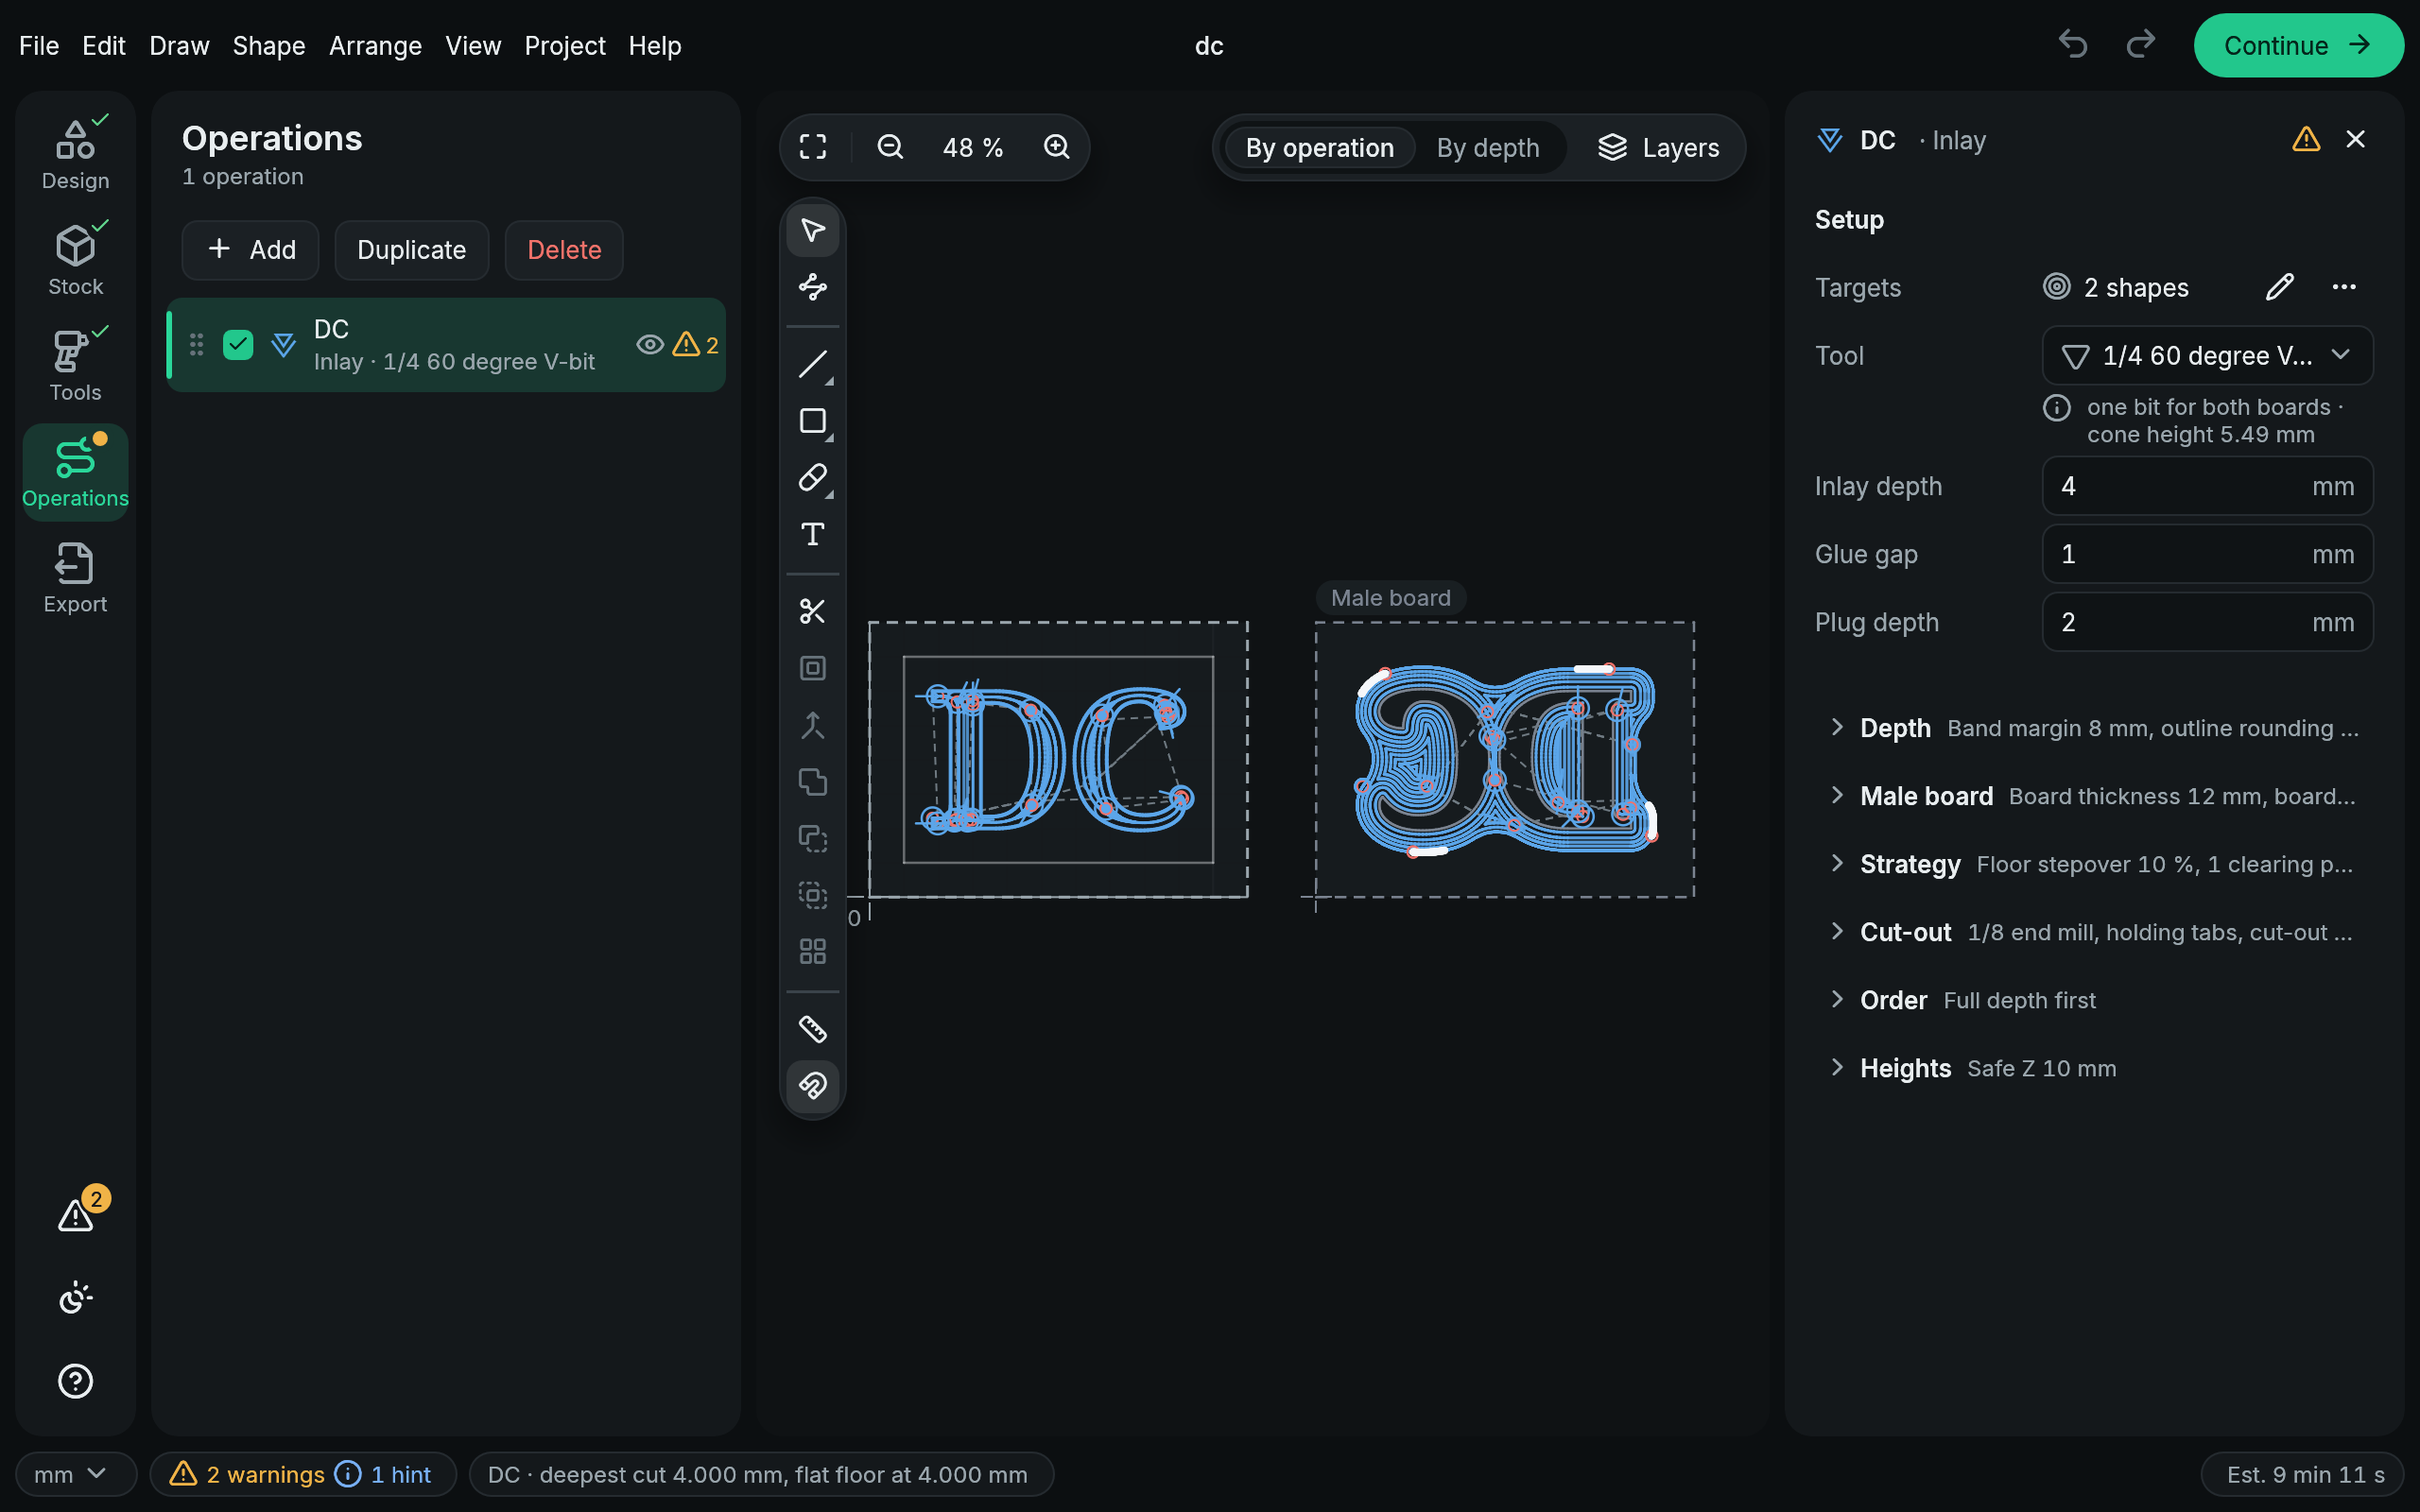 File Edit Draw Shape Arrange View Project Help
dc
Continue
Design
Stock
Tools
Operations
Export
2
Operations
1 operation
Add
Duplicate
Delete
DC
Inlay · 1/4 60 degree V-bit
2
48 %
By operation
By depth
Layers
T
Male board
0
DC · Inlay
Setup
Targets
2 shapes
Tool
1/4 60 degree V...
one bit for both boards ·
cone height 5.49 mm
Inlay depth
4 mm
Glue gap
1 mm
Plug depth
2 mm
Depth Band margin 8 mm, outline rounding ...
Male board Board thickness 12 mm, board...
Strategy Floor stepover 10 %, 1 clearing p...
Cut-out 1/8 end mill, holding tabs, cut-out ...
Order Full depth first
Heights Safe Z 10 mm
mm
2 warnings
1 hint
DC · deepest cut 4.000 mm, flat floor at 4.000 mm
Est. 9 min 11 s